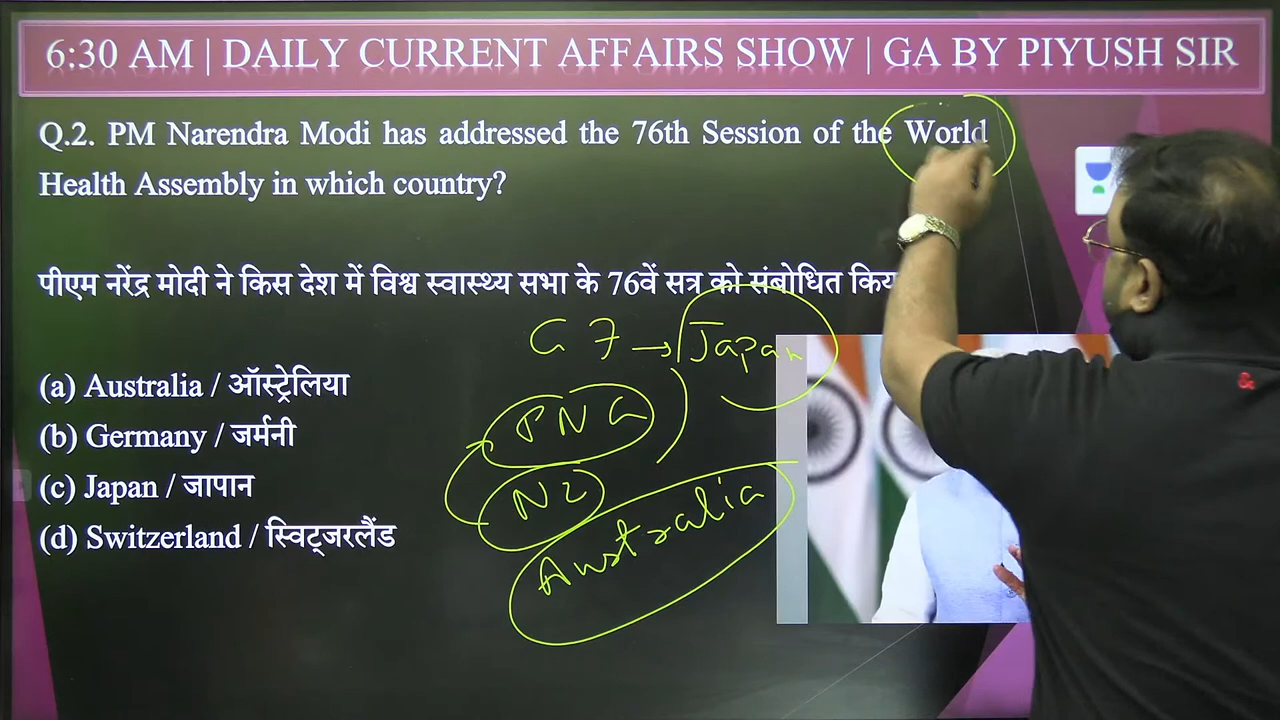 6:30 AM | DAILY CURRENT AFFAIRS SHOW | GA BY PIYUSH SIR
Q.2. PM Narendra Modi has addressed the 76th Session of the World
Health Assembly in which country?
पीएम नरेंद्र मोदी ने किस देश में विश्व स्वास्थ्य सभा के 76वें सत्र को संबोधित
G7 → Japan
(a) Australia / ऑस्ट्रेलिया
PNG
(b) Germany / जर्मनी
(c) Japan / जापान
NZ
(d) Switzerland / स्विट्जरलैंड
Australia
&